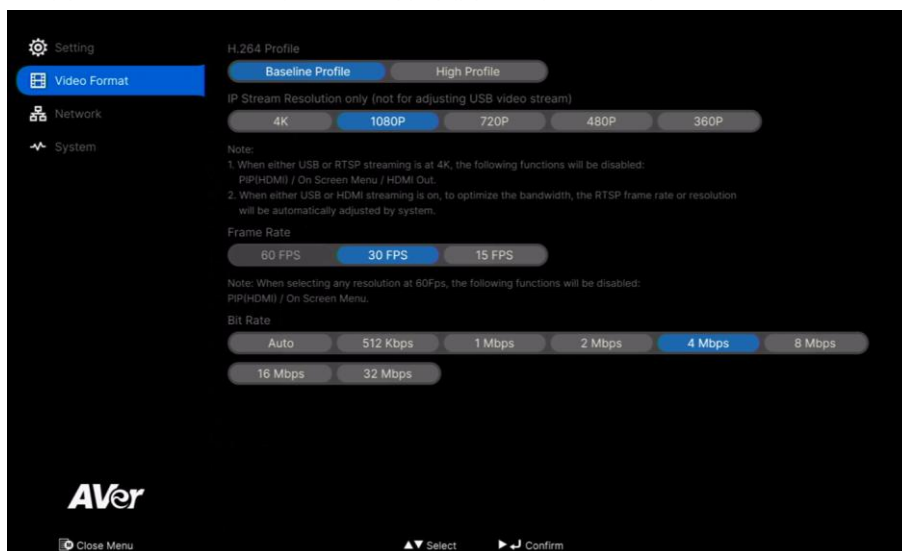 Setting
Video Format
Network
System
H.264 Profile
Baseline Profile
High Profile
IP Stream Resolution only (not for adjusting USB video stream)
4K
1080P
720P
480P
360P
Note:
1. When either USB or RTSP streaming is at 4K, the following functions will be disabled:
PIP(HDMI) / On Screen Menu / HDMI Out.
2. When either USB or HDMI streaming is on, to optimize the bandwidth, the RTSP frame rate or resolution
will be automatically adjusted by system.
Frame Rate
60 FPS
30 FPS
15 FPS
Note: When selecting any resolution at 60Fps, the following functions will be disabled:
PIP(HDMI) / On Screen Menu.
Bit Rate
Auto
512 Kbps
1 Mbps
2 Mbps
4 Mbps
8 Mbps
16 Mbps
32 Mbps
AVer
Close Menu
▲▼ Select
Confirm